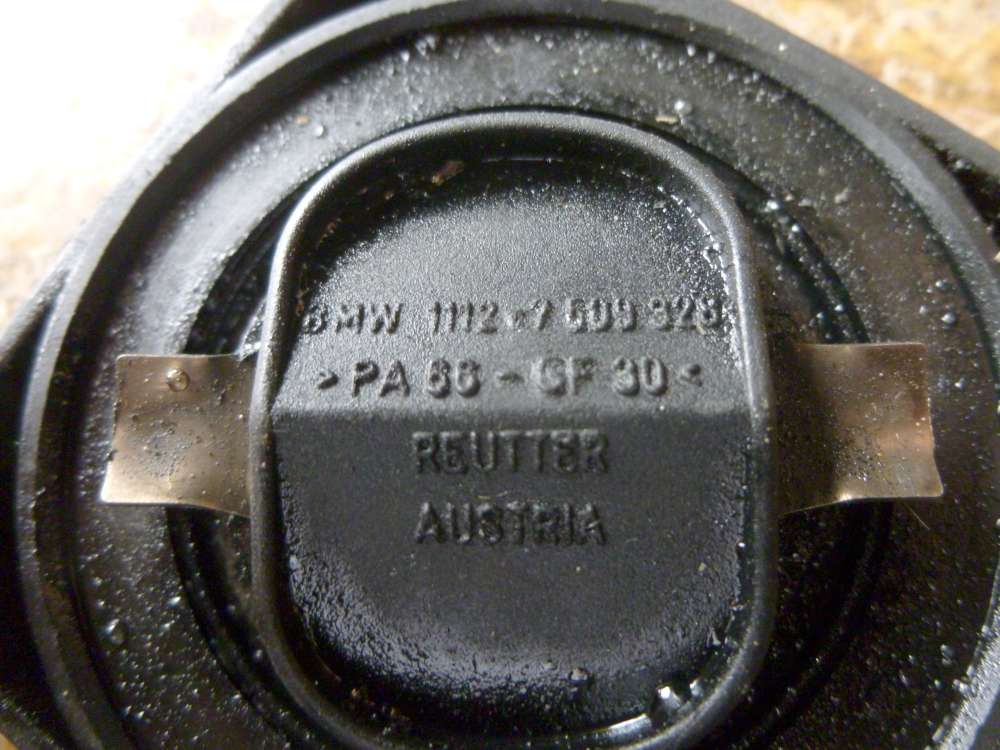 BMW 1112-7 509 328
>PA 66 - GF 30<
REUTTER
AUSTRIA